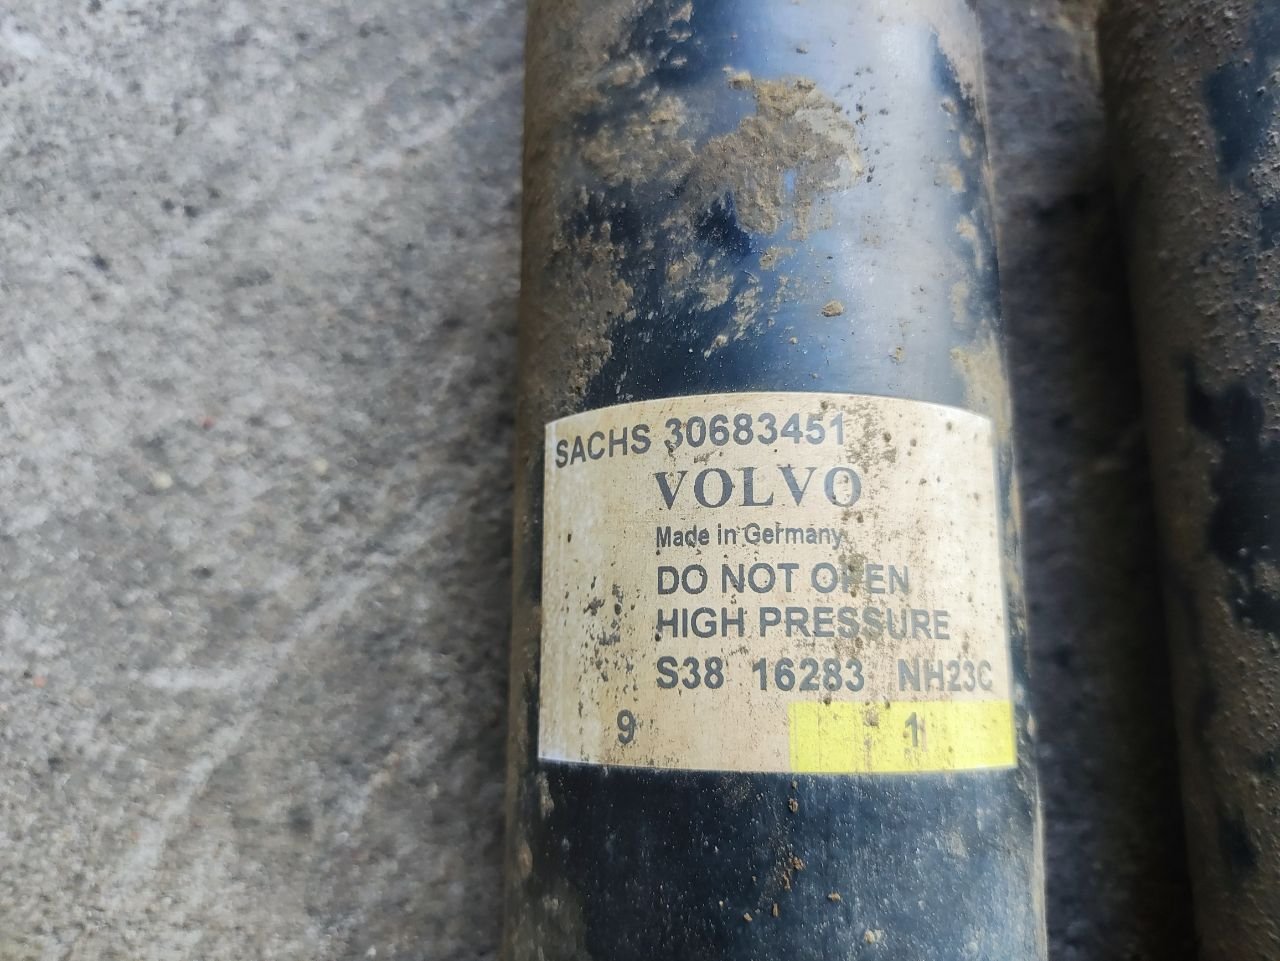 SACHS 30683451
VOLVO
Made in Germany
DO NOT OPEN
HIGH PRESSURE
S38 16283 NH23C
9 1